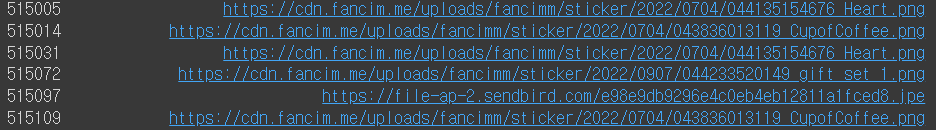 515005 https://cdn.fancim.me/uploads/fancimm/sticker/2022/0704/044135154676_Heart.png
515014 https://cdn.fancim.me/uploads/fancimm/sticker/2022/0704/043836013119_CupofCoffee.png
515031 https://cdn.fancim.me/uploads/fancimm/sticker/2022/0704/044135154676_Heart.png
515072 https://cdn.fancim.me/uploads/fancimm/sticker/2022/0907/044233520149_gift_set_1.png
515097 https://file-ap-2.sendbird.com/e98e9db9296e4c0eb4eb12811a1fced8.jpe
515109 https://cdn.fancim.me/uploads/fancimm/sticker/2022/0704/043836013119_CupofCoffee.png